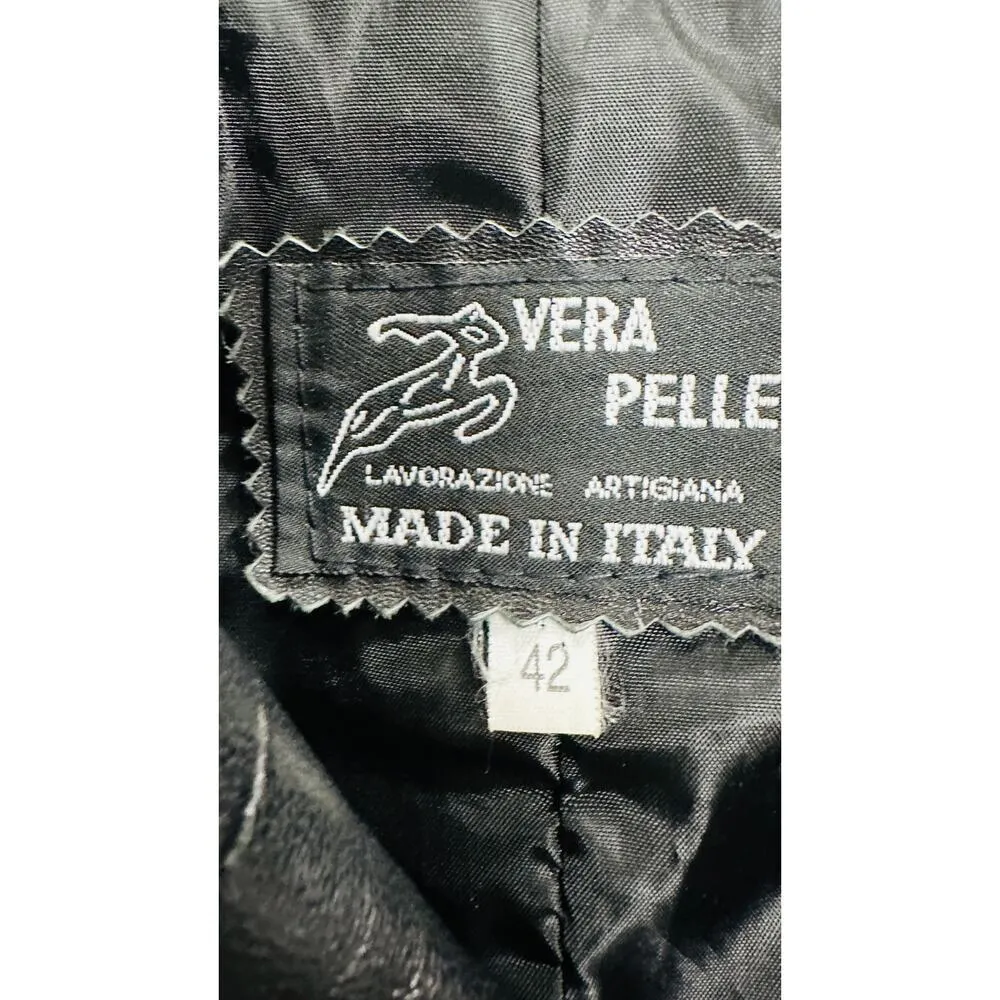 VERA
PELLE
LAVORAZIONE ARTIGIANA
MADE IN ITALY
42